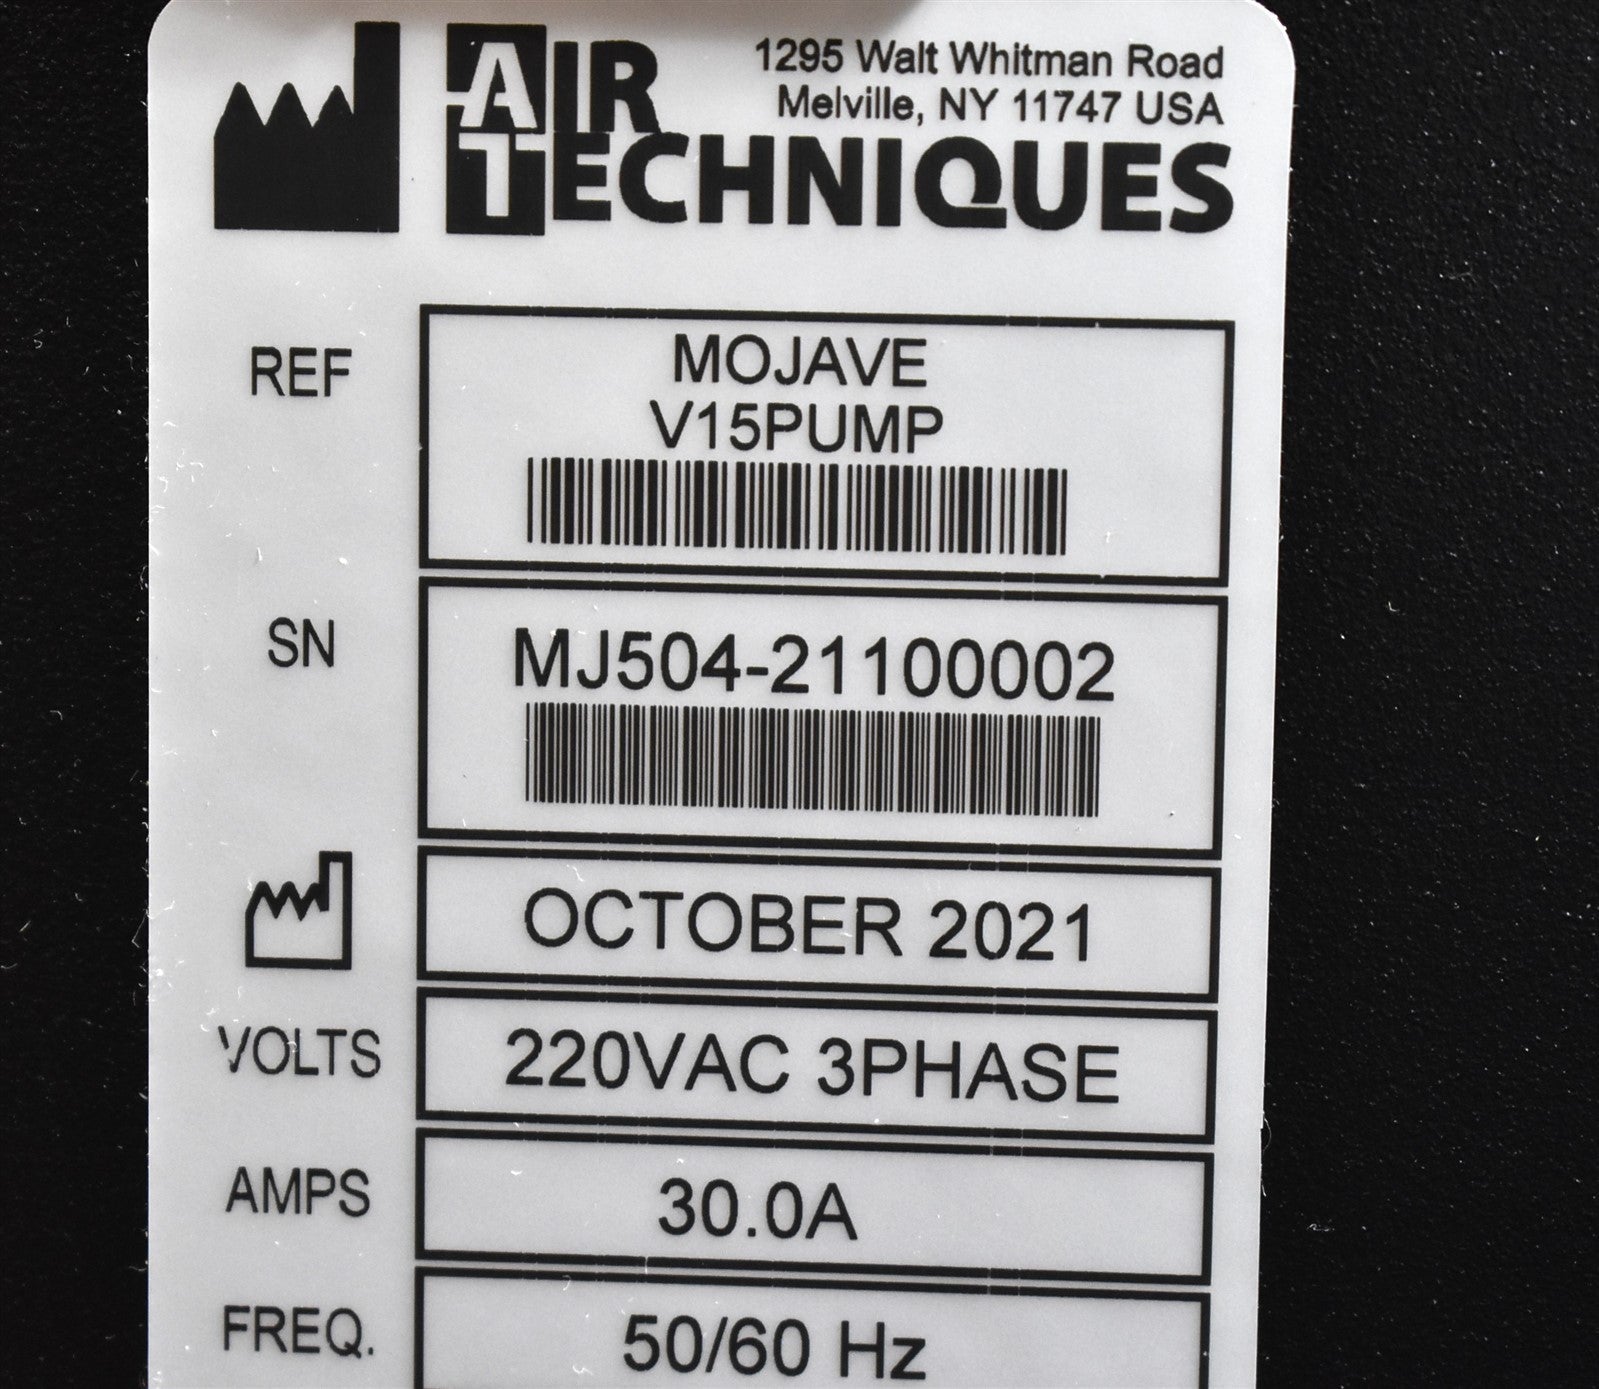 AIR
TECHNIQUES
1295 Walt Whitman Road
Melville, NY 11747 USA
REF
MOJAVE
V15PUMP
SN
MJ504-21100002
OCTOBER 2021
VOLTS
220VAC 3PHASE
AMPS
30.0A
FREQ.
50/60 Hz